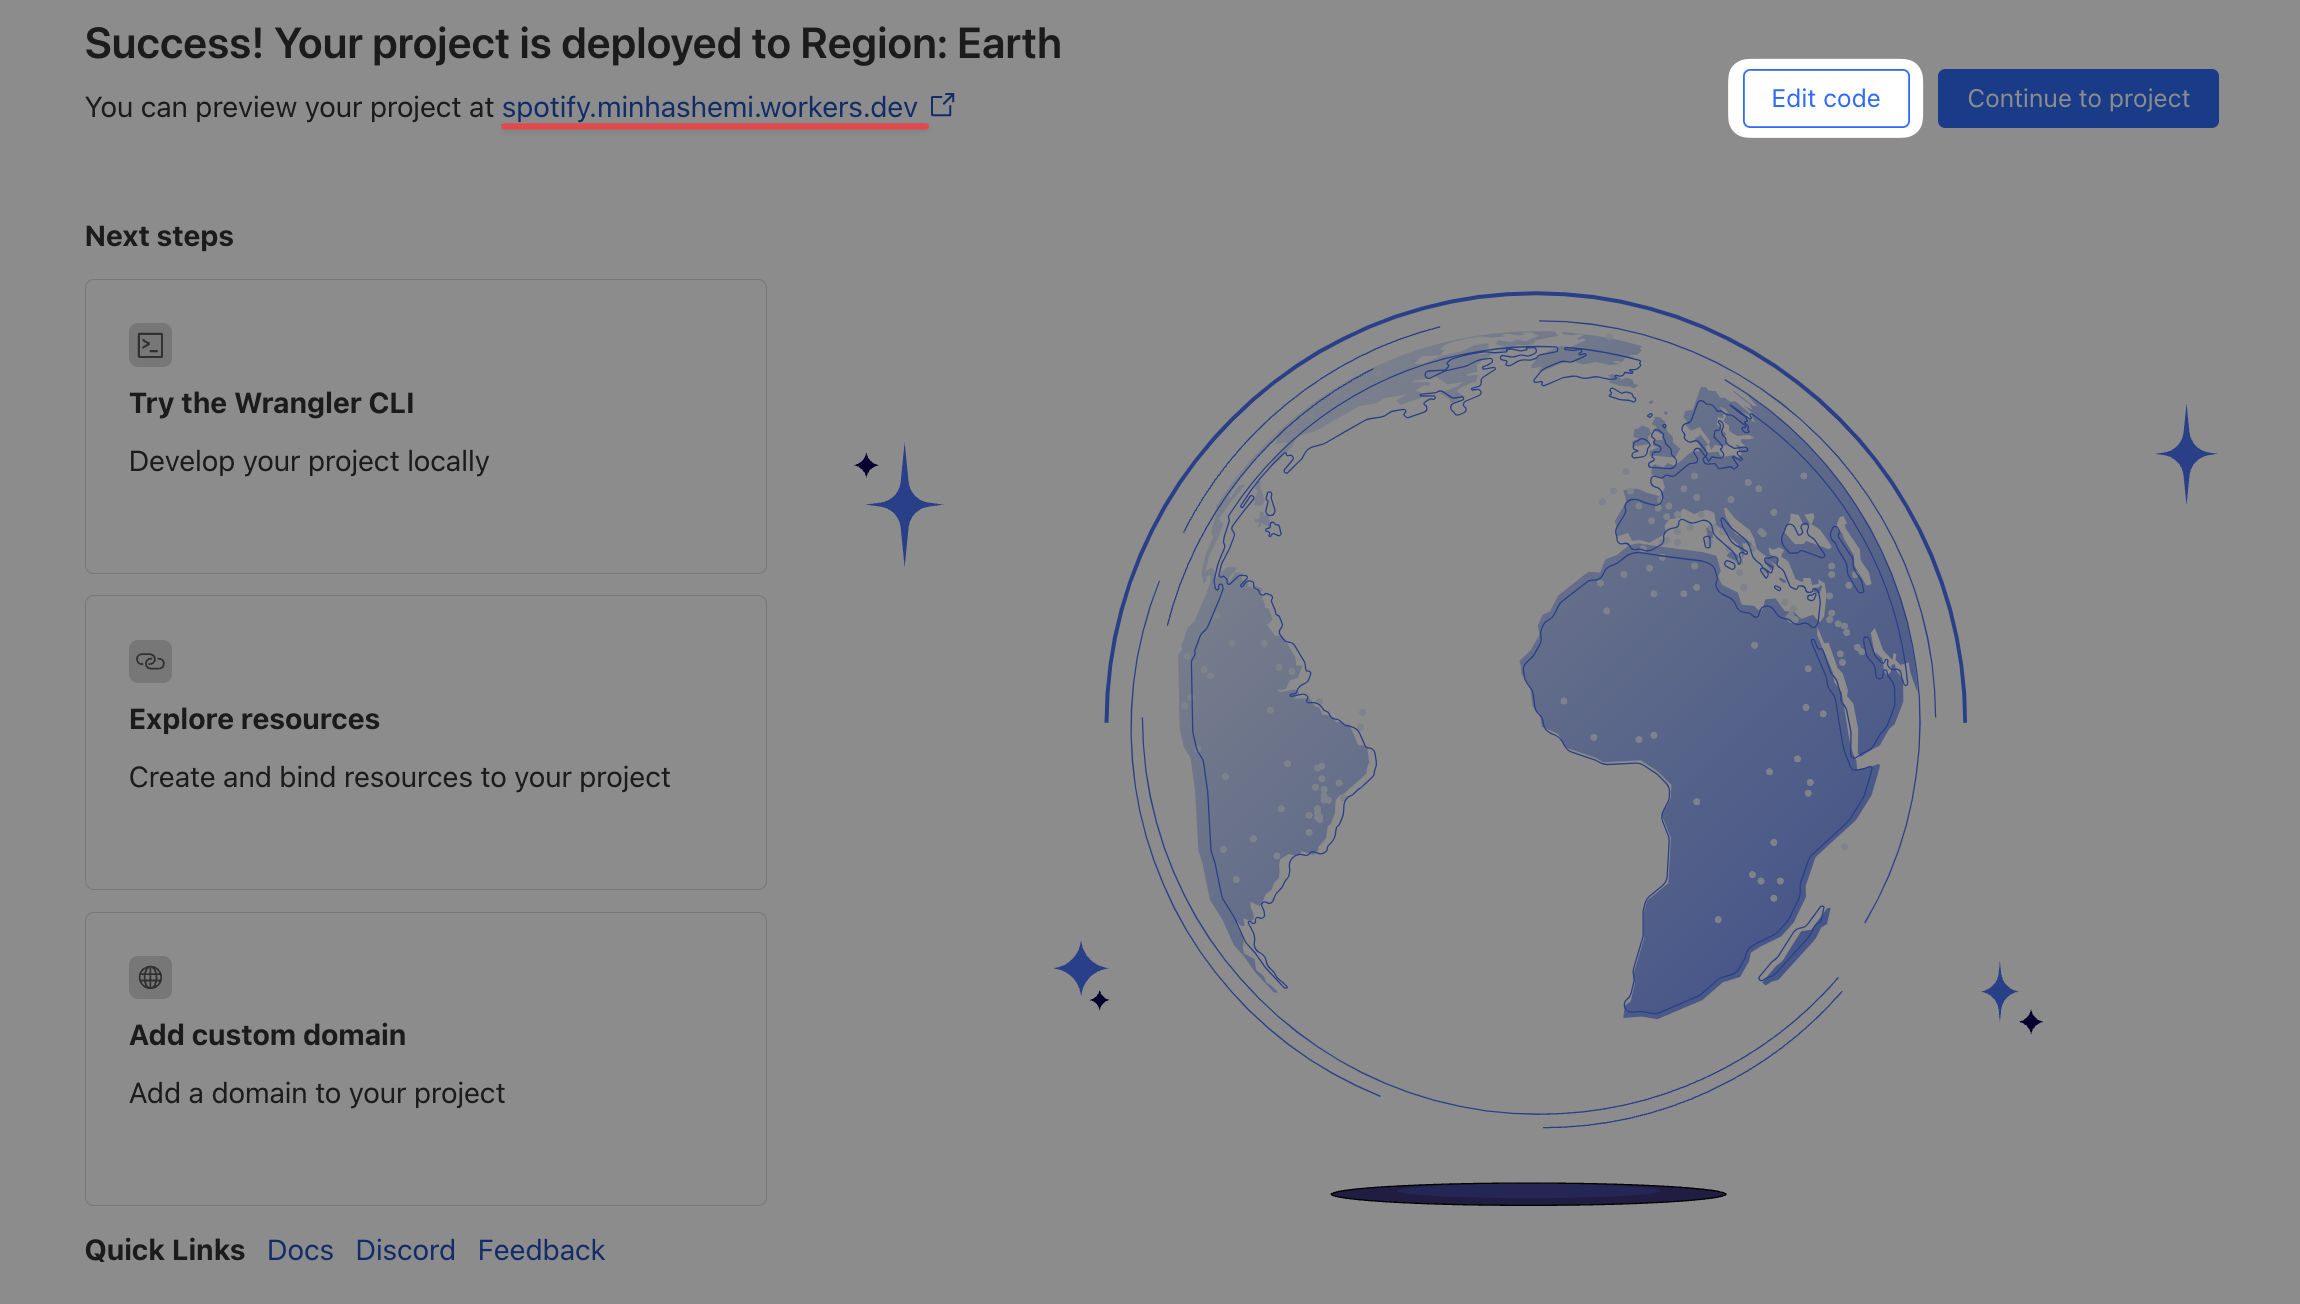 Success! Your project is deployed to Region: Earth
You can preview your project at spotify.minhashemi.workers.dev
Edit code
Continue to project
Next steps
Try the Wrangler CLI
Develop your project locally
Explore resources
Create and bind resources to your project
Add custom domain
Add a domain to your project
Quick Links Docs Discord Feedback